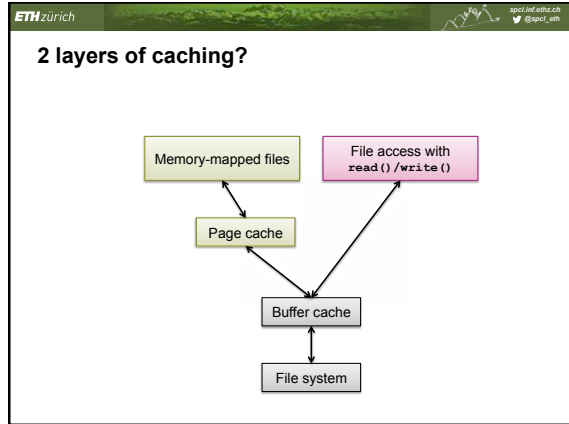 ETH zürich
spcl.inf.ethz.ch
@spcl_eth
2 layers of caching?
Memory-mapped files
File access with
read()/write()
Page cache
Buffer cache
File system